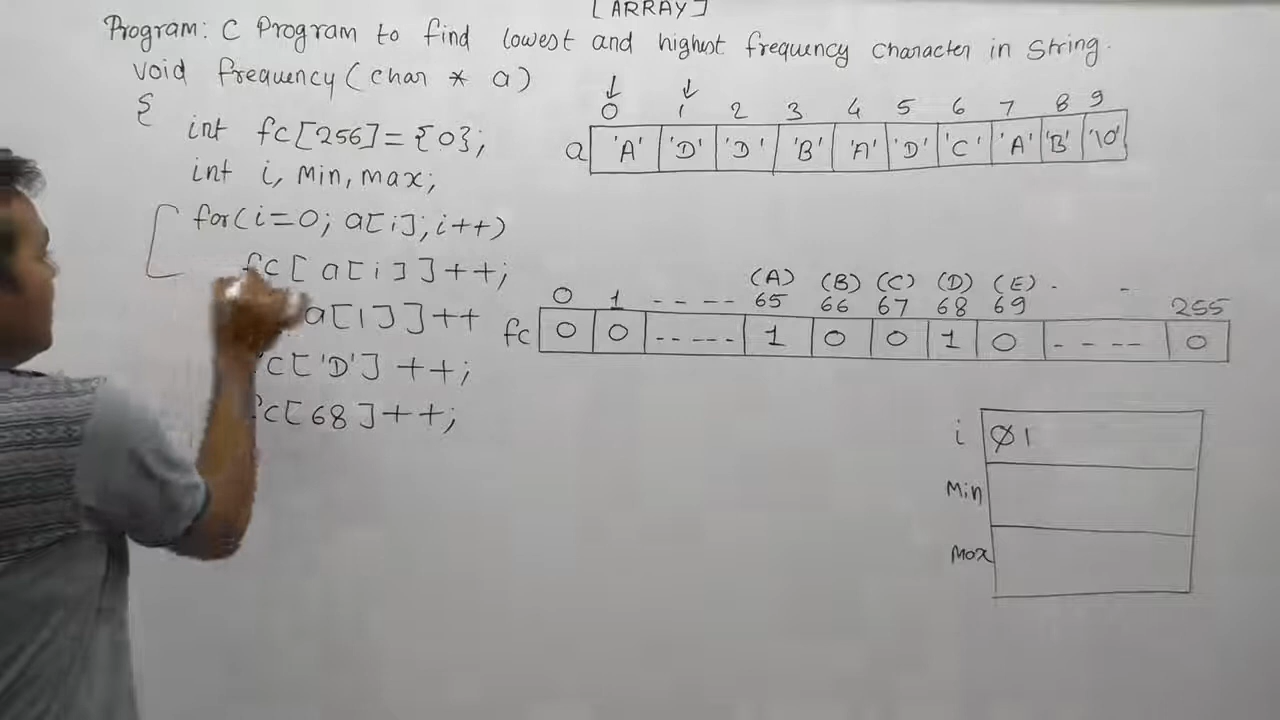 [ARRAY]
Program: C Program to find lowest and highest frequency character in String.
void frequency(char * a)
{
int fc[256]={0};
int i, min, max;
for(i=0; a[i]; i++)
fc[a[i]]++;
a[1]]++
fc['D']++;
fc[68]++;
0 1 2 3 4 5 6 7 8 9
a 'A' 'D' 'D' 'B' 'A' 'D' 'C' 'A' 'B' '\0'
(A) (B) (C) (D) (E) . -
0 1 ---- 65 66 67 68 69 255
fc 0 0 ----- 1 0 0 1 0 ---- 0
i 0 1
Min
Max